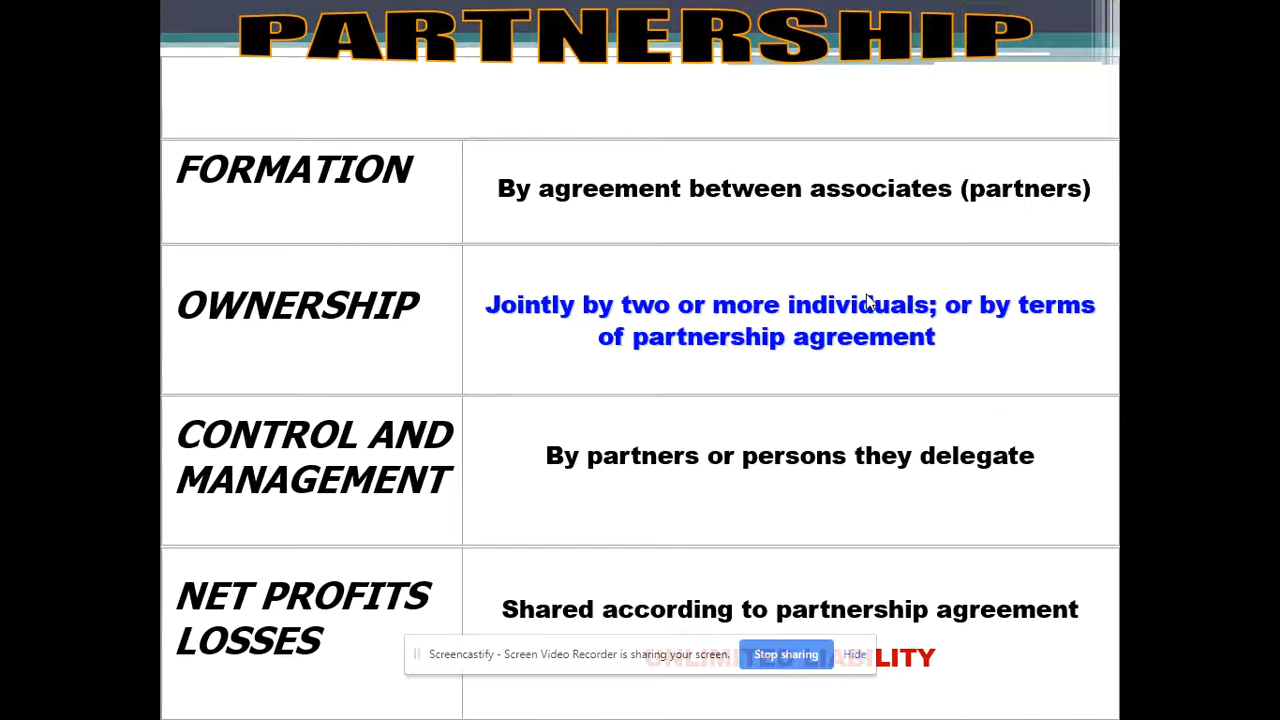 PARTNERSHIP
FORMATION
By agreement between associates (partners)
OWNERSHIP
Jointly by two or more individuals; or by terms
of partnership agreement
CONTROL AND
MANAGEMENT
By partners or persons they delegate
NET PROFITS
LOSSES
Shared according to partnership agreement
UNLIMITED LIABILITY
Screencastify - Screen Video Recorder is sharing your screen.
Stop sharing
Hide